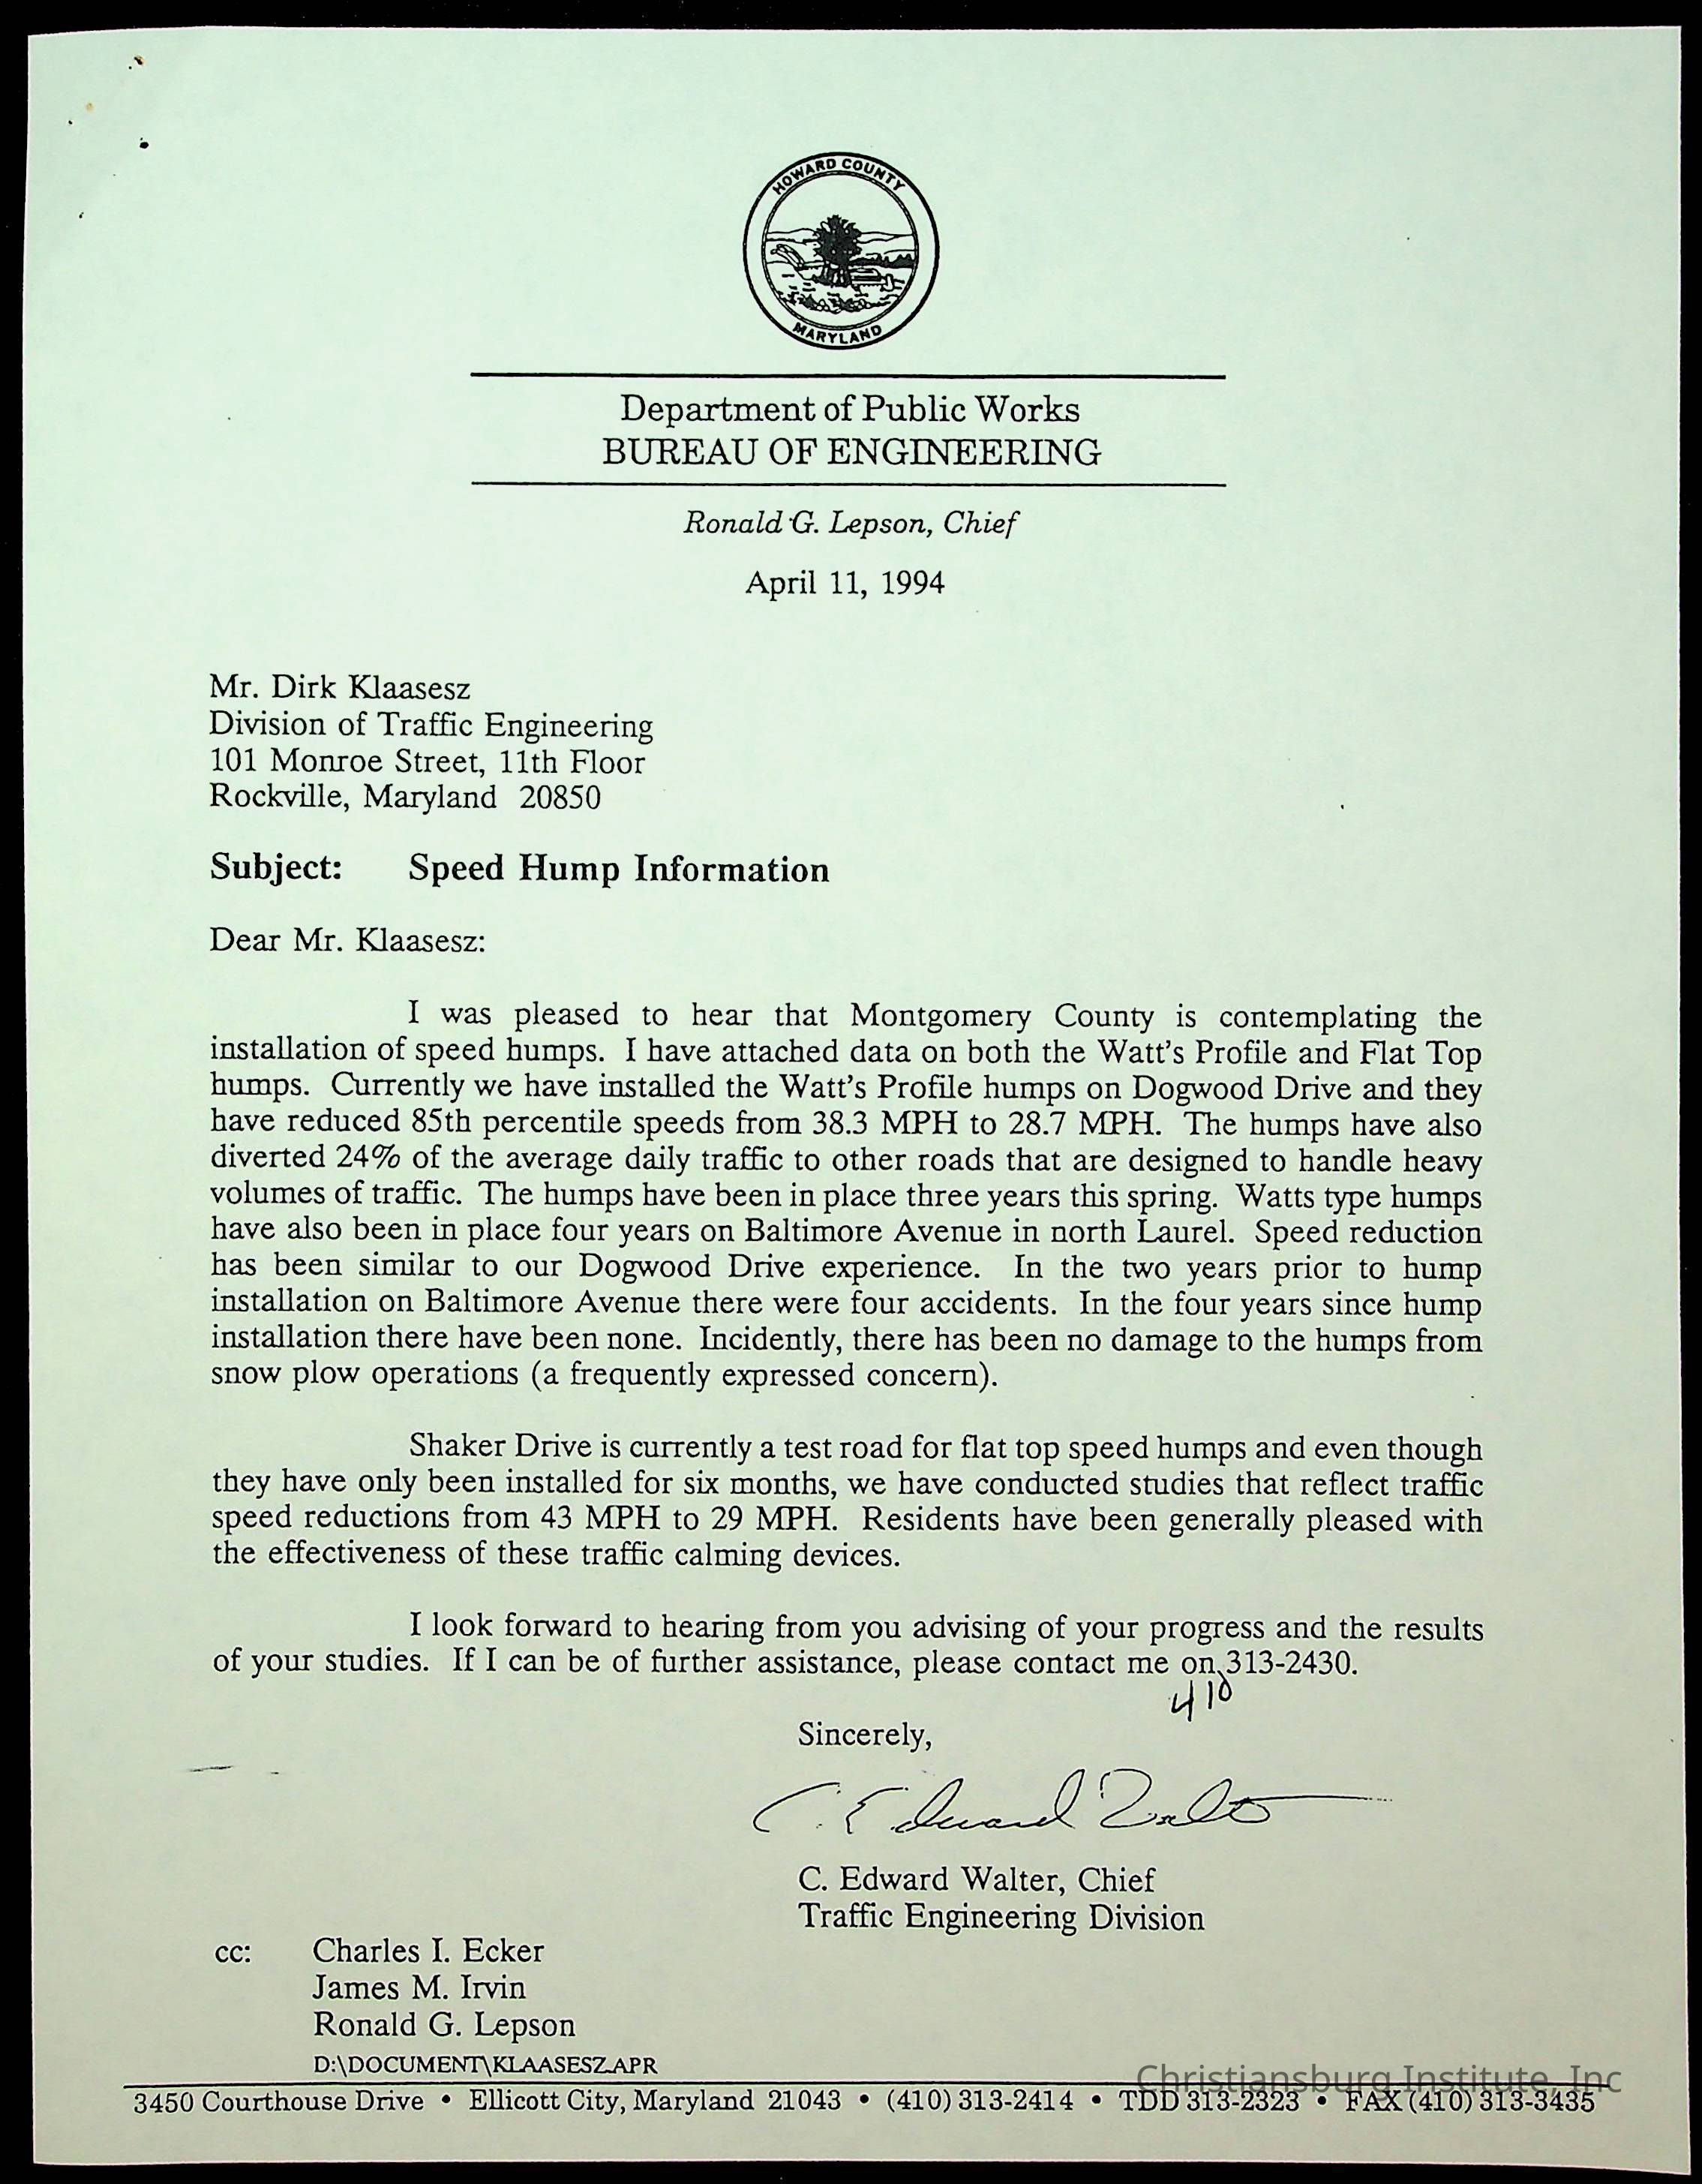 HOWARD COUNTY
MARYLAND
Department of Public Works
BUREAU OF ENGINEERING
Ronald G. Lepson, Chief
April 11, 1994
Mr. Dirk Klaasesz
Division of Traffic Engineering
101 Monroe Street, 11th Floor
Rockville, Maryland 20850
Subject: Speed Hump Information
Dear Mr. Klaasesz:
I was pleased to hear that Montgomery County is contemplating the
installation of speed humps. I have attached data on both the Watt's Profile and Flat Top
humps. Currently we have installed the Watt's Profile humps on Dogwood Drive and they
have reduced 85th percentile speeds from 38.3 MPH to 28.7 MPH. The humps have also
diverted 24% of the average daily traffic to other roads that are designed to handle heavy
volumes of traffic. The humps have been in place three years this spring. Watts type humps
have also been in place four years on Baltimore Avenue in north Laurel. Speed reduction
has been similar to our Dogwood Drive experience. In the two years prior to hump
installation on Baltimore Avenue there were four accidents. In the four years since hump
installation there have been none. Incidently, there has been no damage to the humps from
snow plow operations (a frequently expressed concern).
Shaker Drive is currently a test road for flat top speed humps and even though
they have only been installed for six months, we have conducted studies that reflect traffic
speed reductions from 43 MPH to 29 MPH. Residents have been generally pleased with
the effectiveness of these traffic calming devices.
I look forward to hearing from you advising of your progress and the results
of your studies. If I can be of further assistance, please contact me on 313-2430.
410
Sincerely,
C. Edward Walter
C. Edward Walter, Chief
Traffic Engineering Division
cc: Charles I. Ecker
James M. Irvin
Ronald G. Lepson
D:\DOCUMENT\KLAASESZ.APR
Christiansburg Institute, Inc
3450 Courthouse Drive • Ellicott City, Maryland 21043 • (410) 313-2414 • TDD 313-2323 • FAX (410) 313-3435